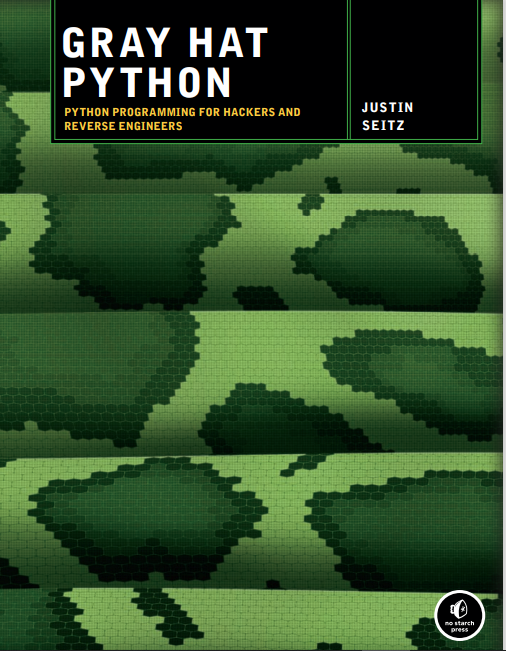 GRAY HAT
PYTHON
PYTHON PROGRAMMING FOR HACKERS AND
REVERSE ENGINEERS
JUSTIN
SEITZ
no starch
press